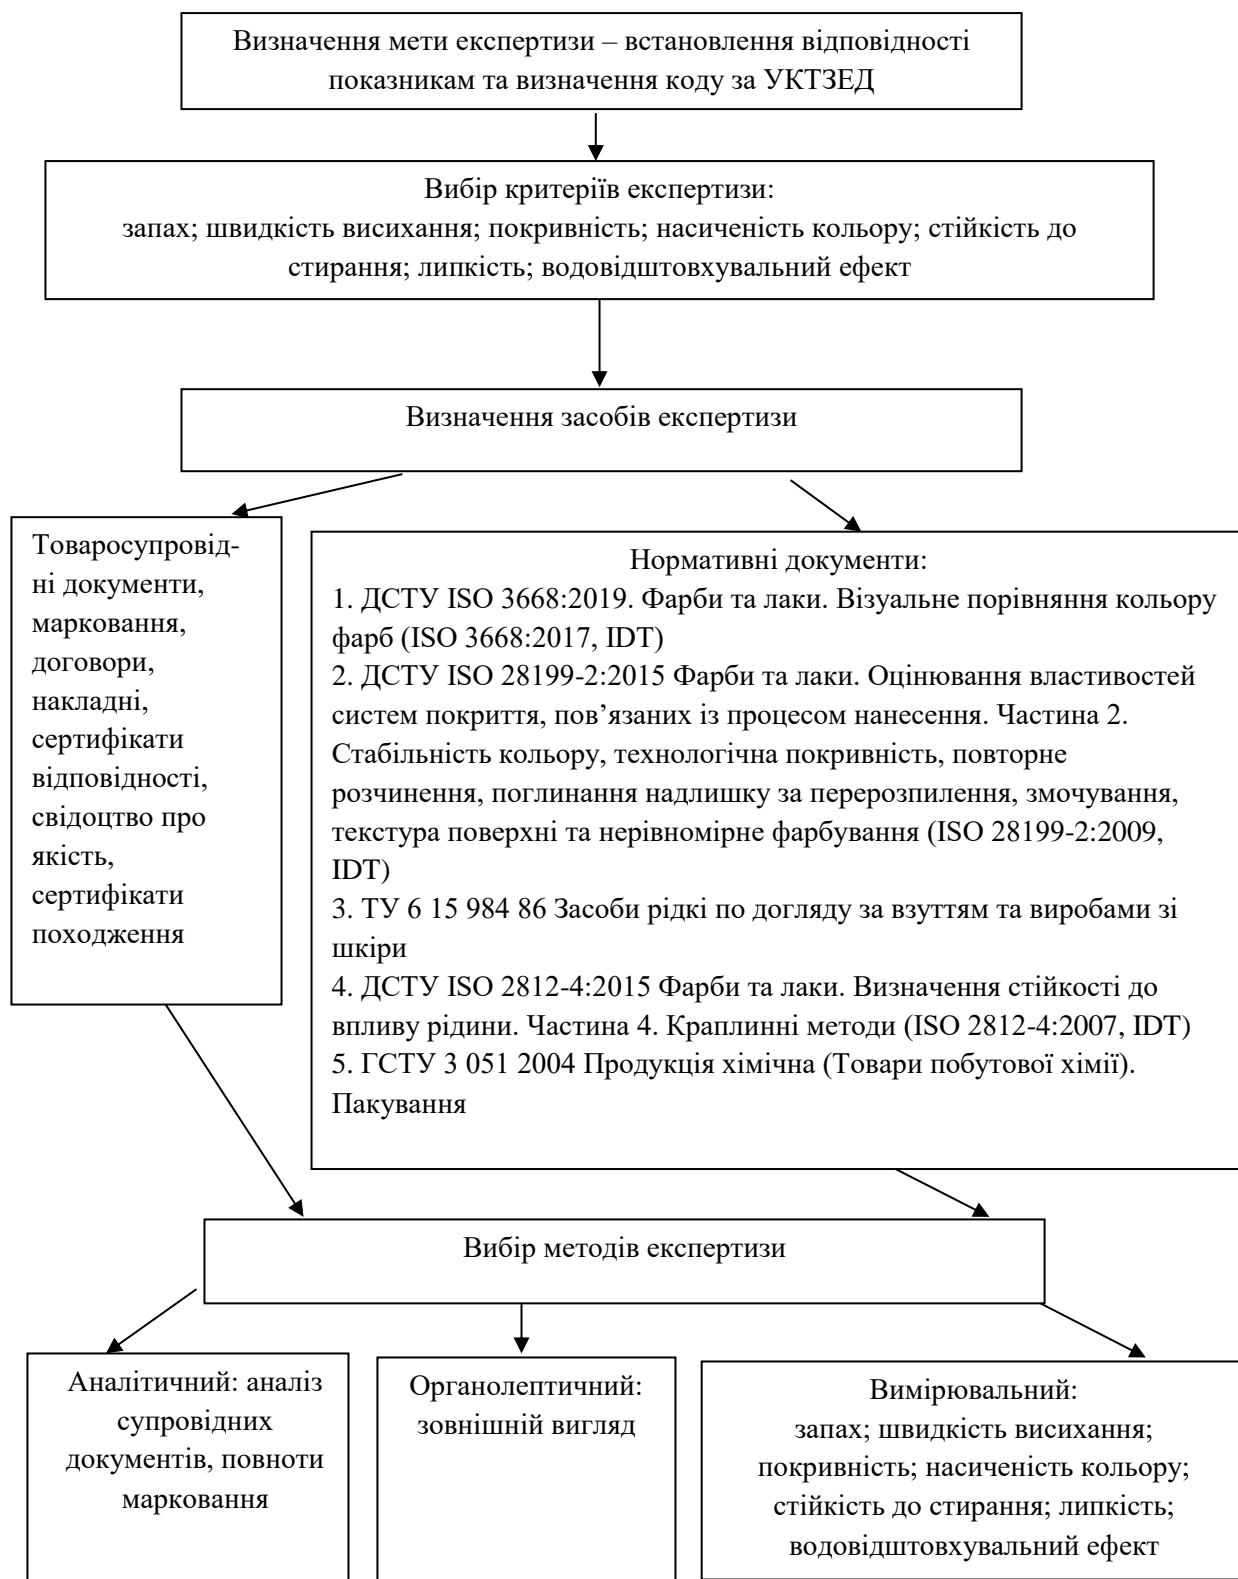 Визначення мети експертизи – встановлення відповідності
показникам та визначення коду за УКТЗЕД
Вибір критеріїв експертизи:
запах; швидкість висихання; покривність; насиченість кольору; стійкість до
стирання; липкість; водовідштовхувальний ефект
Визначення засобів експертизи
Товаросупровід-
ні документи,
марковання,
договори,
накладні,
сертифікати
відповідності,
свідоцтво про
якість,
сертифікати
походження
Нормативні документи:
1. ДСТУ ISO 3668:2019. Фарби та лаки. Візуальне порівняння кольору
фарб (ISO 3668:2017, IDT)
2. ДСТУ ISO 28199-2:2015 Фарби та лаки. Оцінювання властивостей
систем покриття, пов’язаних із процесом нанесення. Частина 2.
Стабільність кольору, технологічна покривність, повторне
розчинення, поглинання надлишку за перерозпилення, змочування,
текстура поверхні та нерівномірне фарбування (ISO 28199-2:2009,
IDT)
3. ТУ 6 15 984 86 Засоби рідкі по догляду за взуттям та виробами зі
шкіри
4. ДСТУ ISO 2812-4:2015 Фарби та лаки. Визначення стійкості до
впливу рідини. Частина 4. Краплинні методи (ISO 2812-4:2007, IDT)
5. ГСТУ 3 051 2004 Продукція хімічна (Товари побутової хімії).
Пакування
Вибір методів експертизи
Аналітичний: аналіз
супровідних
документів, повноти
марковання
Органолептичний:
зовнішній вигляд
Вимірювальний:
запах; швидкість висихання;
покривність; насиченість кольору;
стійкість до стирання; липкість;
водовідштовхувальний ефект